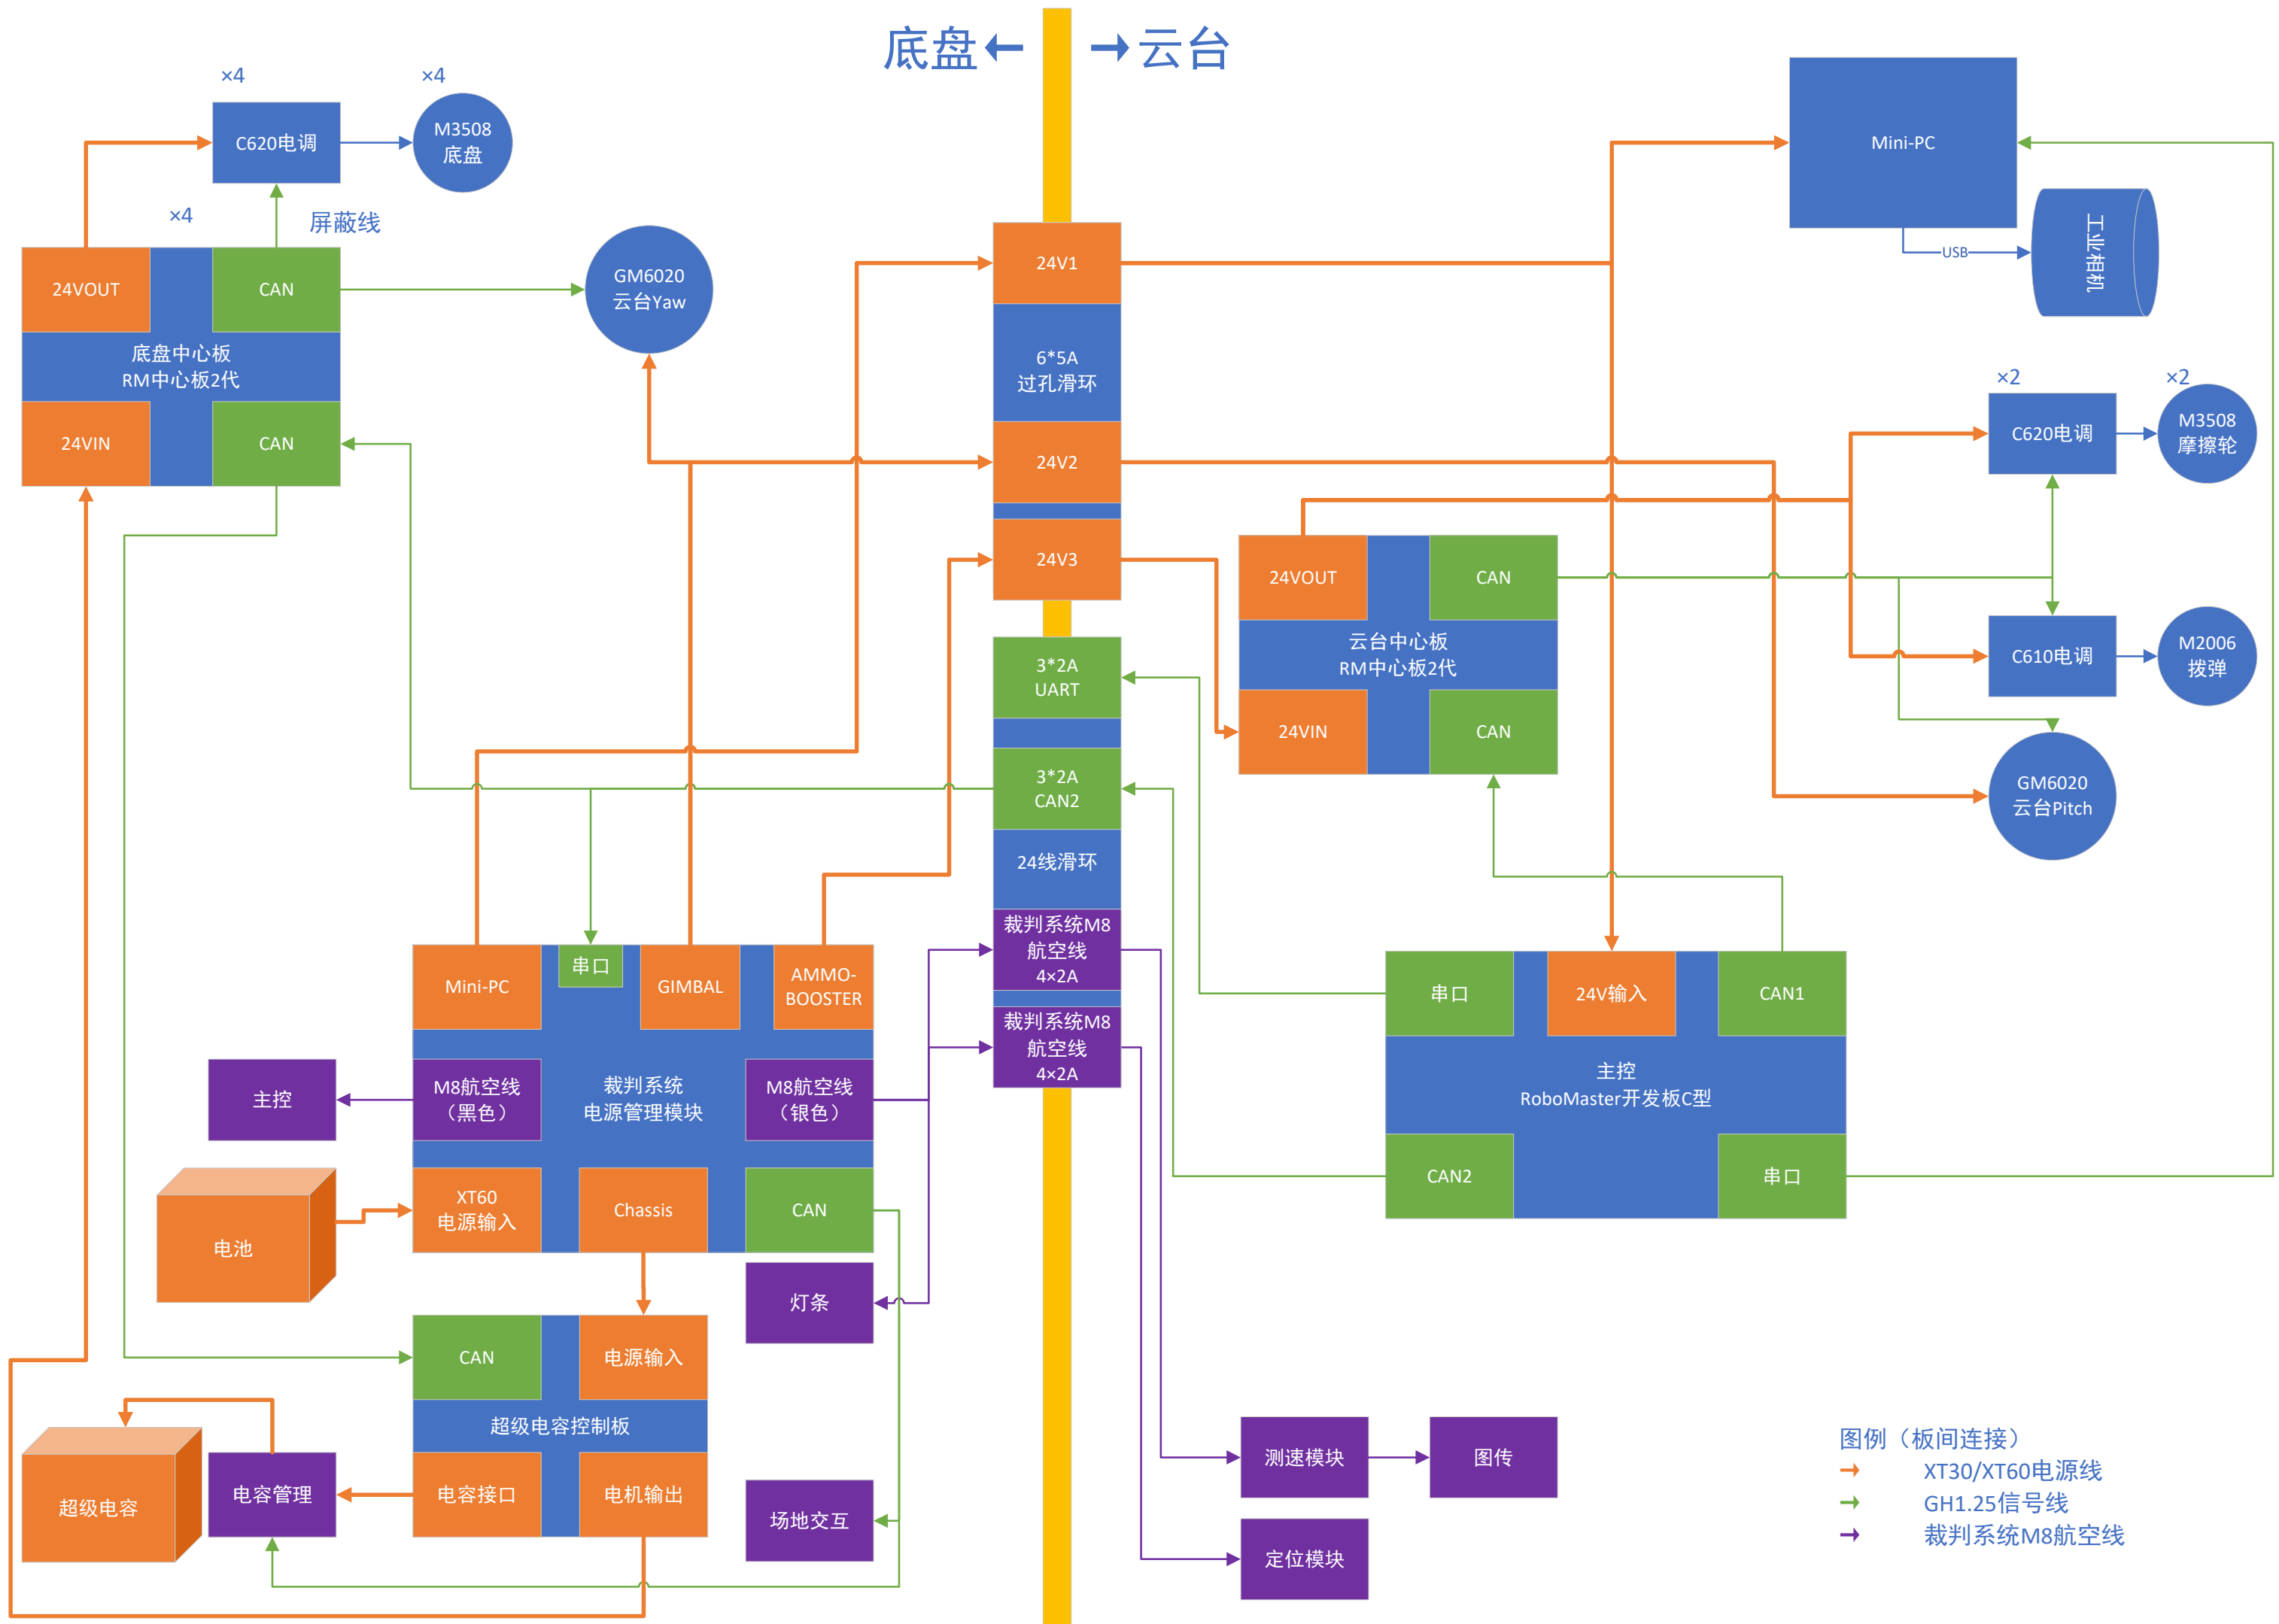 底盘
云台
×4
×4
C620电调
M3508
底盘
×4
屏蔽线
24VOUT
CAN
底盘中心板
RM中心板2代
24VIN
CAN
GM6020
云台Yaw
24V1
6*5A
过孔滑环
24V2
24V3
3*2A
UART
3*2A
CAN2
24线滑环
裁判系统M8
航空线
4×2A
裁判系统M8
航空线
4×2A
Mini-PC
USB
工业相机
×2
×2
C620电调
M3508
摩擦轮
C610电调
M2006
拨弹
GM6020
云台Pitch
24VOUT
CAN
云台中心板
RM中心板2代
24VIN
CAN
串口
24V输入
CAN1
主控
RoboMaster开发板C型
CAN2
串口
Mini-PC
串口
GIMBAL
AMMO-
BOOSTER
主控
M8航空线
（黑色）
裁判系统
电源管理模块
M8航空线
（银色）
XT60
电源输入
Chassis
CAN
电池
灯条
CAN
电源输入
超级电容控制板
电容接口
电机输出
超级电容
电容管理
场地交互
测速模块
图传
定位模块
图例（板间连接）
XT30/XT60电源线
GH1.25信号线
裁判系统M8航空线